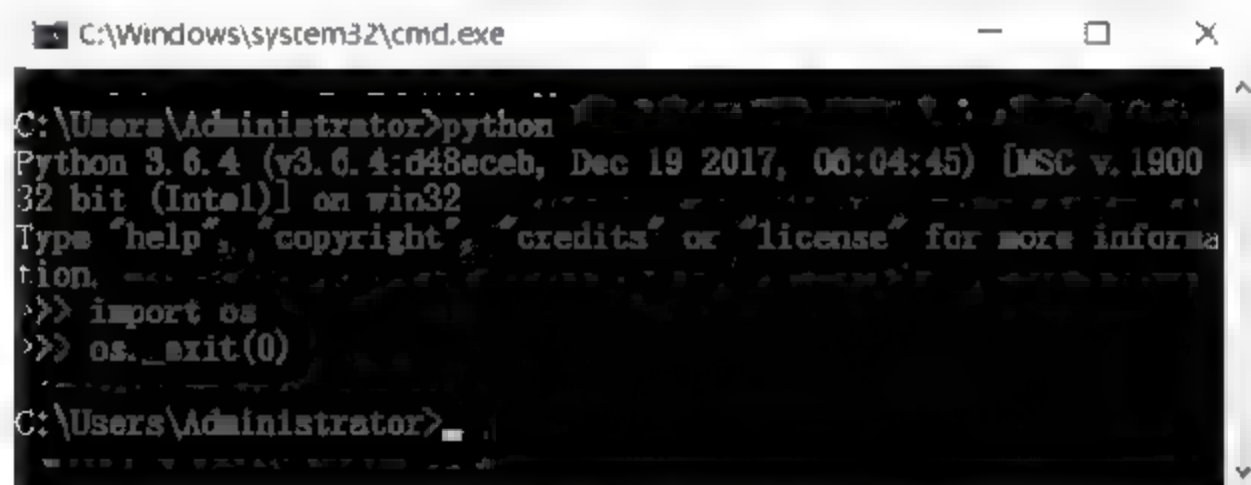 C:\Windows\system32\cmd.exe
C:\Users\Administrator>python
Python 3.6.4 (v3.6.4:d48eceb, Dec 19 2017, 06:04:45) [MSC v.1900
32 bit (Intel)] on win32
Type "help", "copyright", "credits" or "license" for more informa
tion.
>>> import os
>>> os._exit(0)
C:\Users\Administrator>